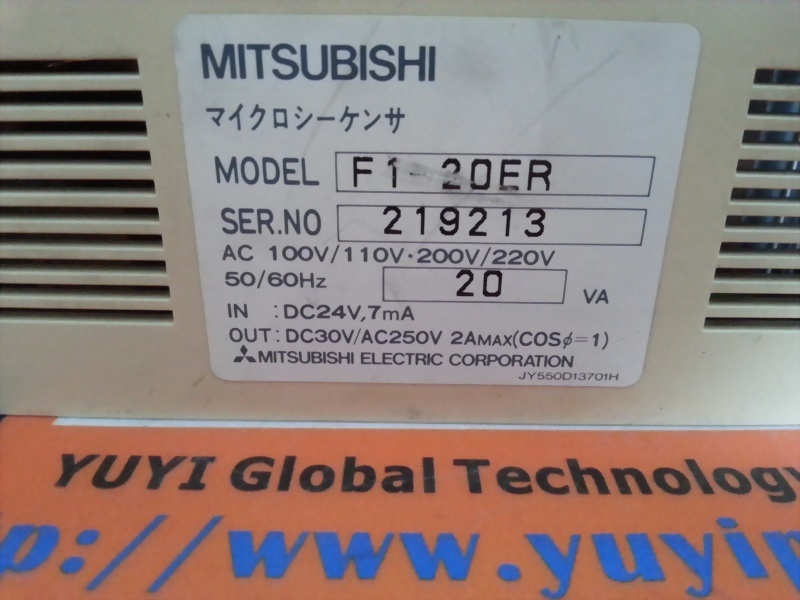 MITSUBISHI
マイクロシーケンサ
MODEL F1-20ER
SER.NO 219213
AC 100V/110V·200V/220V
50/60Hz 20 VA
IN :DC24V,7mA
OUT:DC30V/AC250V 2AMAX(COSφ=1)
MITSUBISHI ELECTRIC CORPORATION
JY550D13701H
YUYI Global Technology
p://www.yuyip